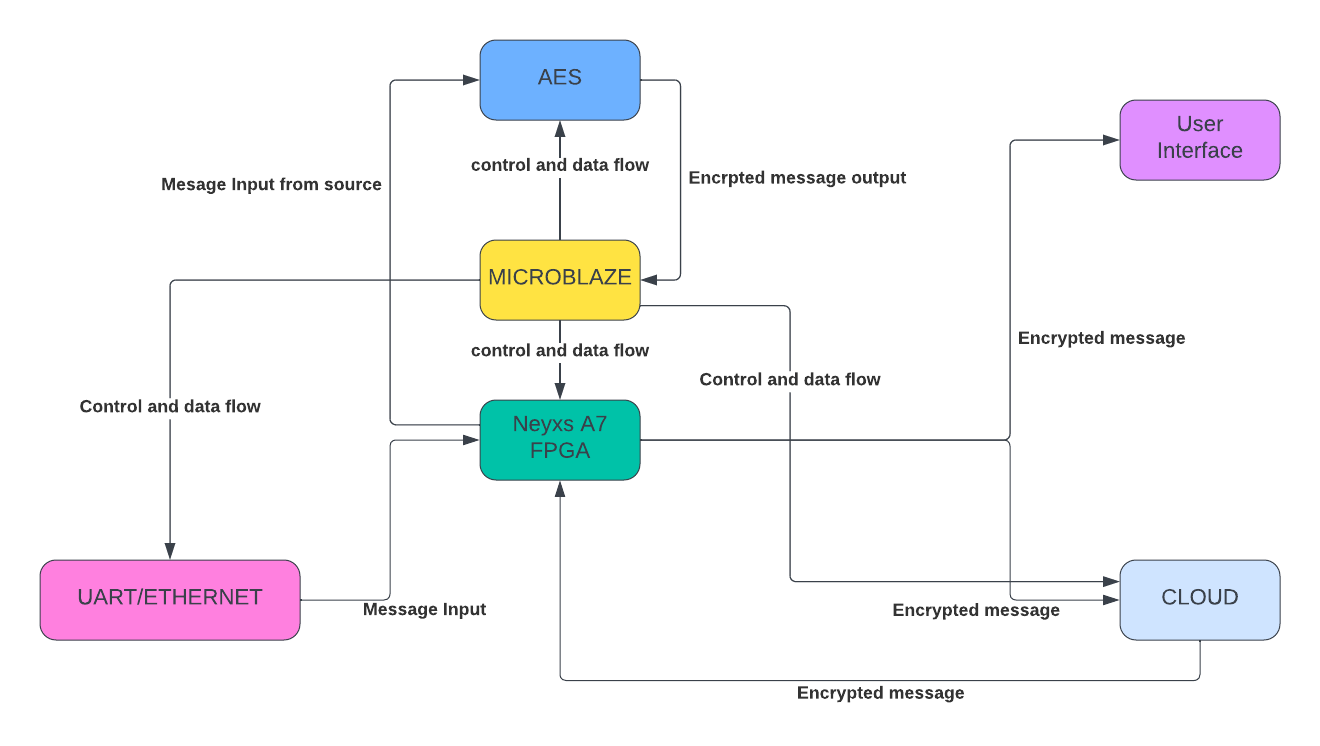 AES
User
Interface
control and data flow
Mesage Input from source
Encrpted message output
MICROBLAZE
control and data flow
Encrypted message
Control and data flow
Control and data flow
Neyxs A7
FPGA
UART/ETHERNET
Message Input
CLOUD
Encrypted message
Encrypted message